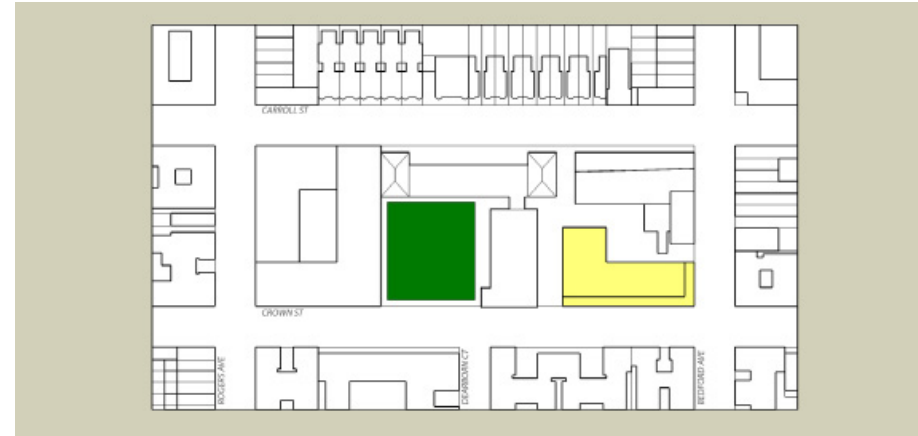 CARROLL ST
CROWN ST
ROGERS AVE
DEARBORN CT
BEDFORD AVE